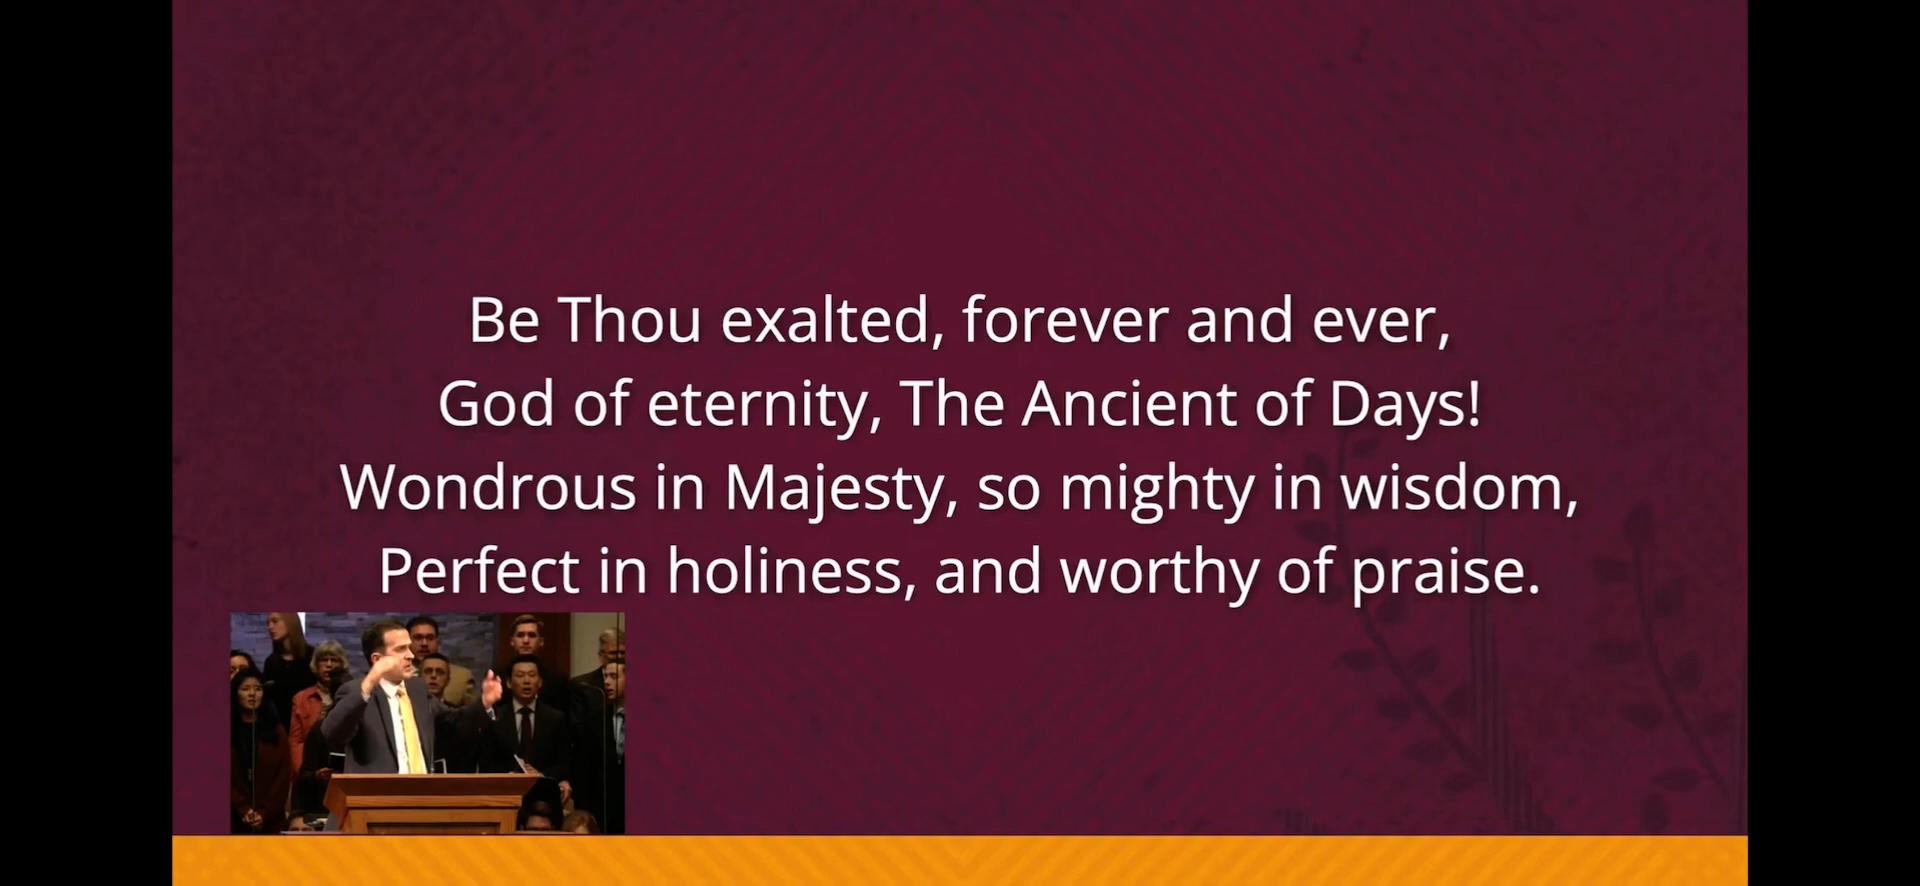 Be Thou exalted, forever and ever,
God of eternity, The Ancient of Days!
Wondrous in Majesty, so mighty in wisdom,
Perfect in holiness, and worthy of praise.